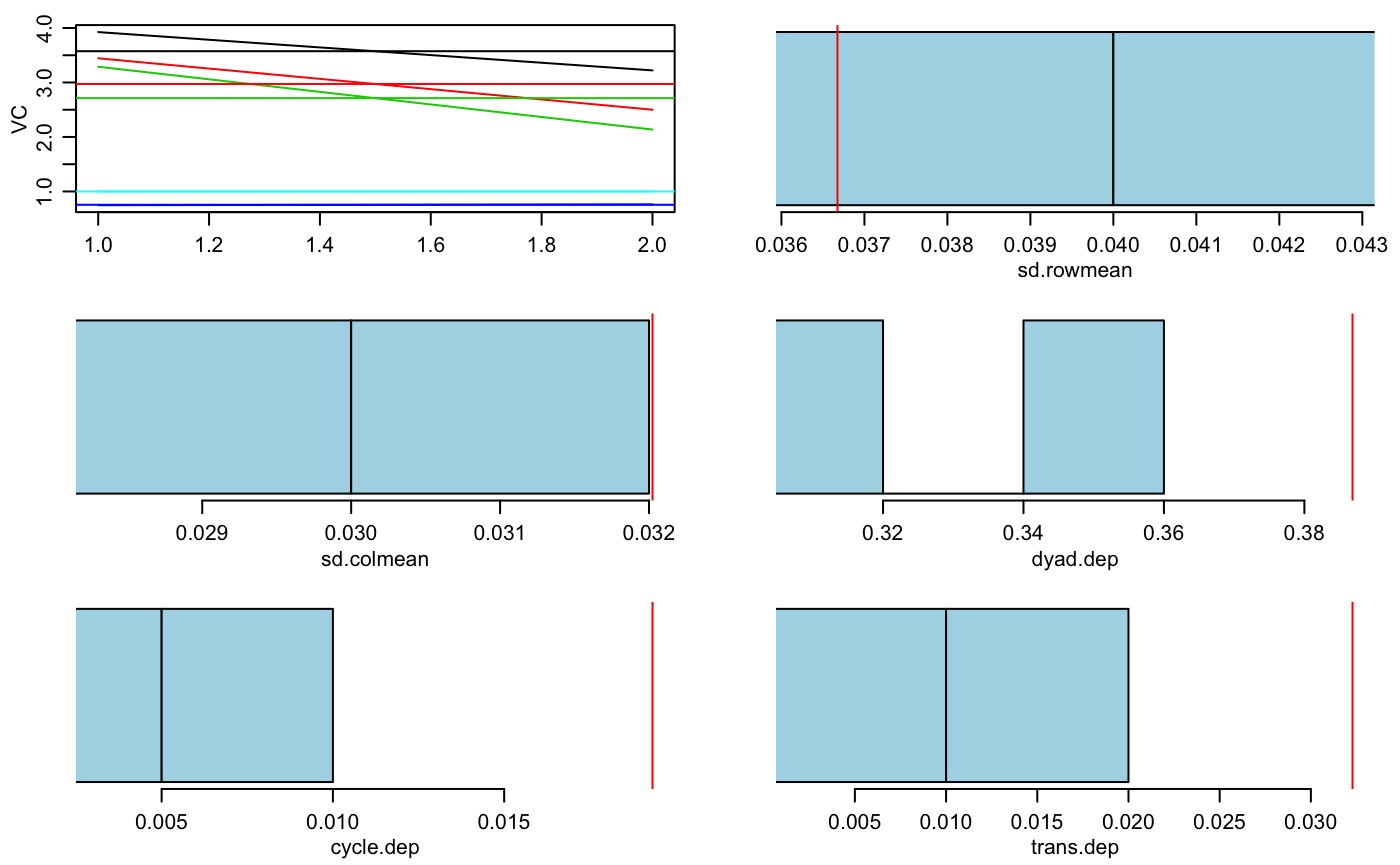 VC
4.0
3.0
2.0
1.0
1.0 1.2 1.4 1.6 1.8 2.0
0.036 0.037 0.038 0.039 0.040 0.041 0.042 0.043
sd.rowmean
0.029 0.030 0.031 0.032
sd.colmean
0.32 0.34 0.36 0.38
dyad.dep
0.005 0.010 0.015
cycle.dep
0.005 0.010 0.015 0.020 0.025 0.030
trans.dep